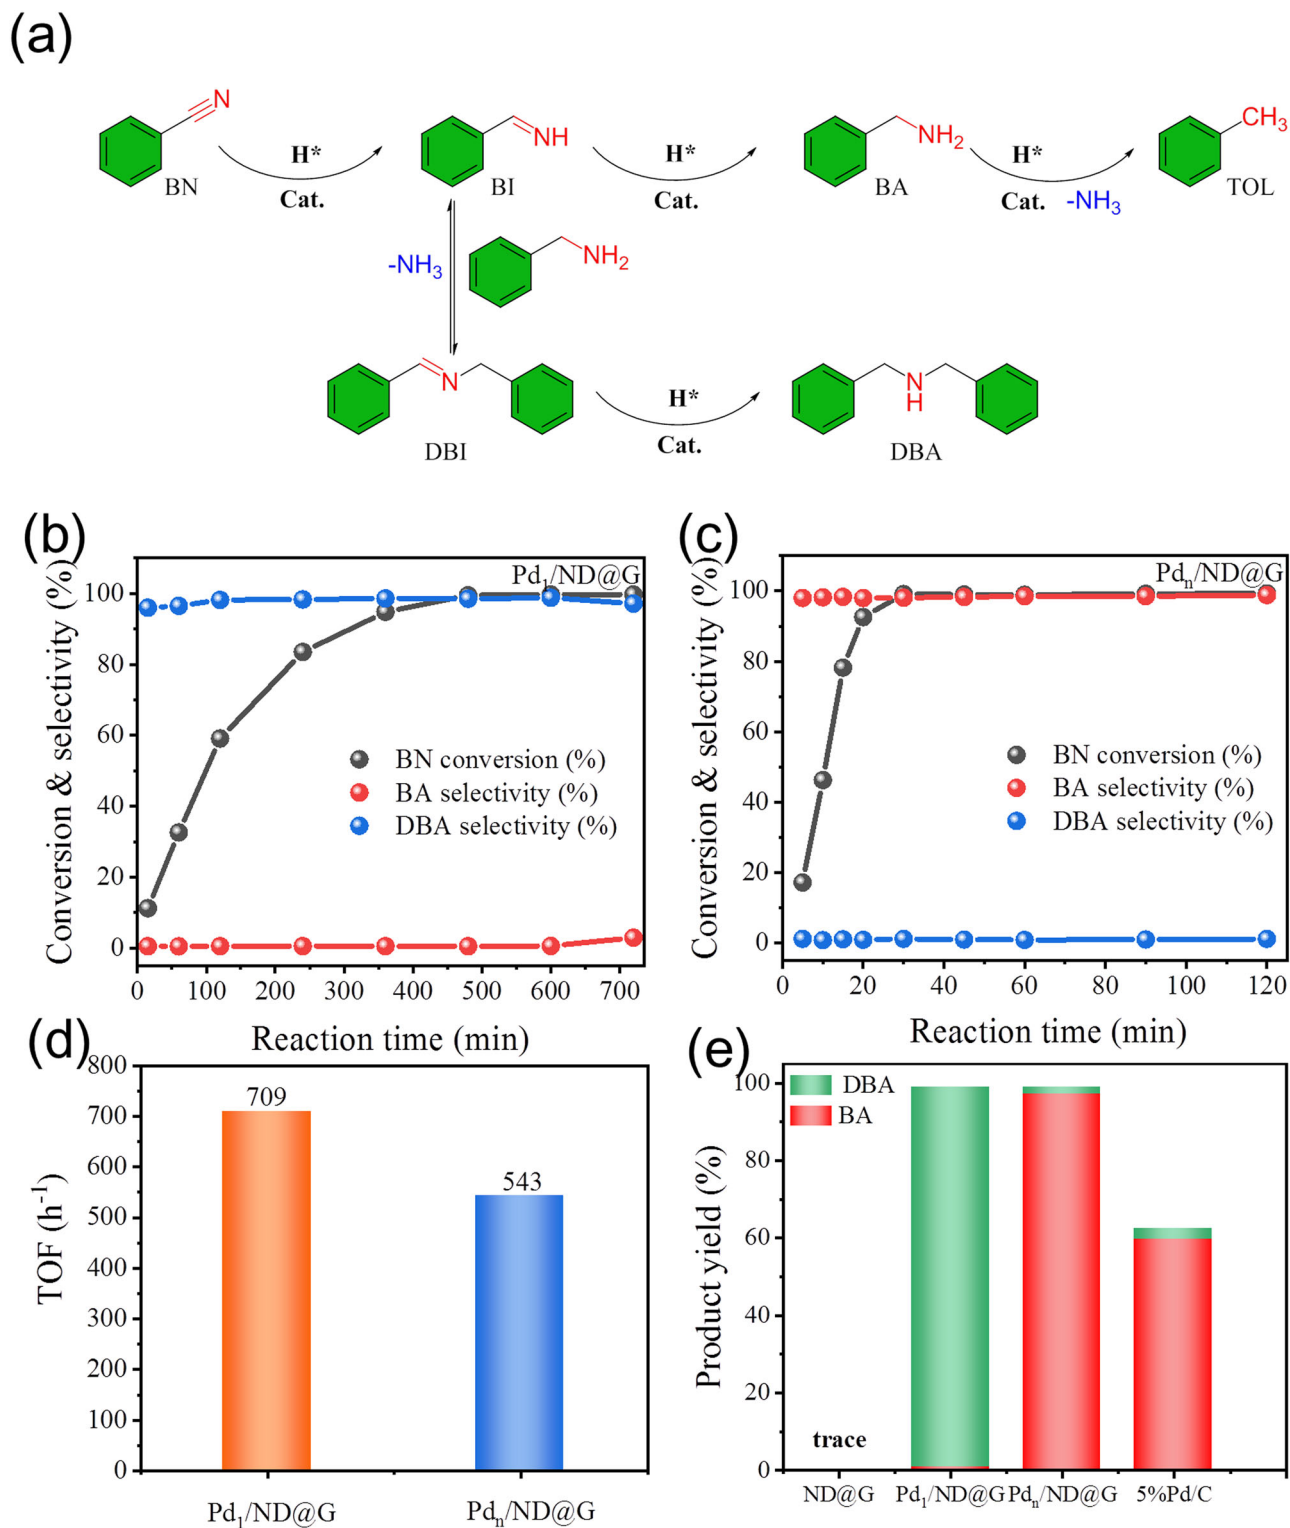 (a)
N
BN
H*
Cat.
NH
BI
H*
Cat.
NH₂
BA
H*
Cat. -NH₃
CH₃
TOL
-NH₃
NH₂
N
DBI
H*
Cat.
N
H
DBA
(b)
Pd₁/ND@G
Conversion & selectivity (%)
100
80
60
40
20
0
BN conversion (%)
BA selectivity (%)
DBA selectivity (%)
0 100 200 300 400 500 600 700
Reaction time (min)
(c)
Pdₙ/ND@G
Conversion & selectivity (%)
100
80
60
40
20
0
BN conversion (%)
BA selectivity (%)
DBA selectivity (%)
0 20 40 60 80 100 120
Reaction time (min)
(d)
TOF (h⁻¹)
800
700
600
500
400
300
200
100
0
709
543
Pd₁/ND@G Pdₙ/ND@G
(e)
Product yield (%)
100
80
60
40
20
0
DBA
BA
trace
ND@G Pd₁/ND@G Pdₙ/ND@G 5%Pd/C